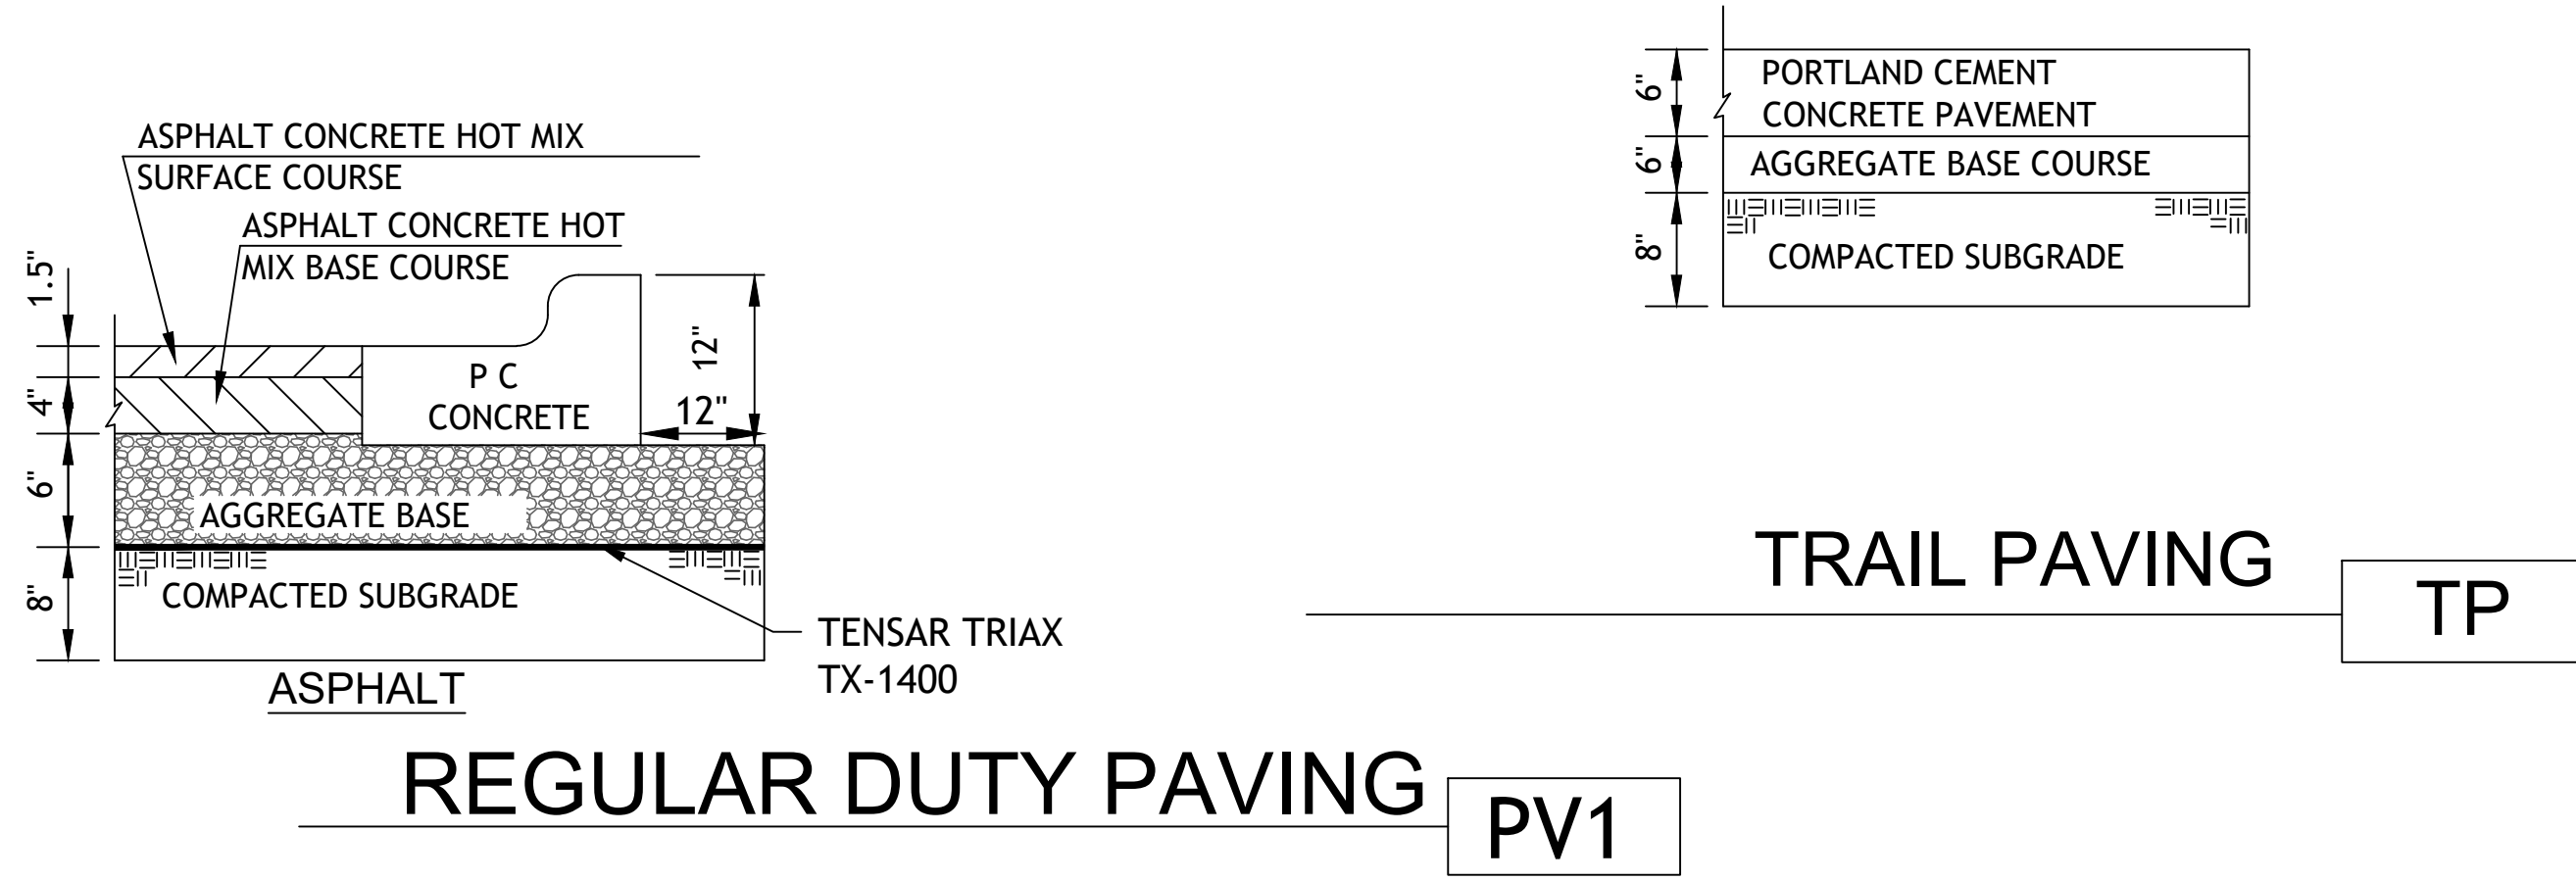 ASPHALT CONCRETE HOT MIX
SURFACE COURSE
ASPHALT CONCRETE HOT
MIX BASE COURSE
1.5"
4"
6"
8"
P C
CONCRETE
12"
12"
AGGREGATE BASE
COMPACTED SUBGRADE
TENSAR TRIAX
TX-1400
ASPHALT
REGULAR DUTY PAVING
PV1
6"
6"
8"
PORTLAND CEMENT
CONCRETE PAVEMENT
AGGREGATE BASE COURSE
COMPACTED SUBGRADE
TRAIL PAVING
TP